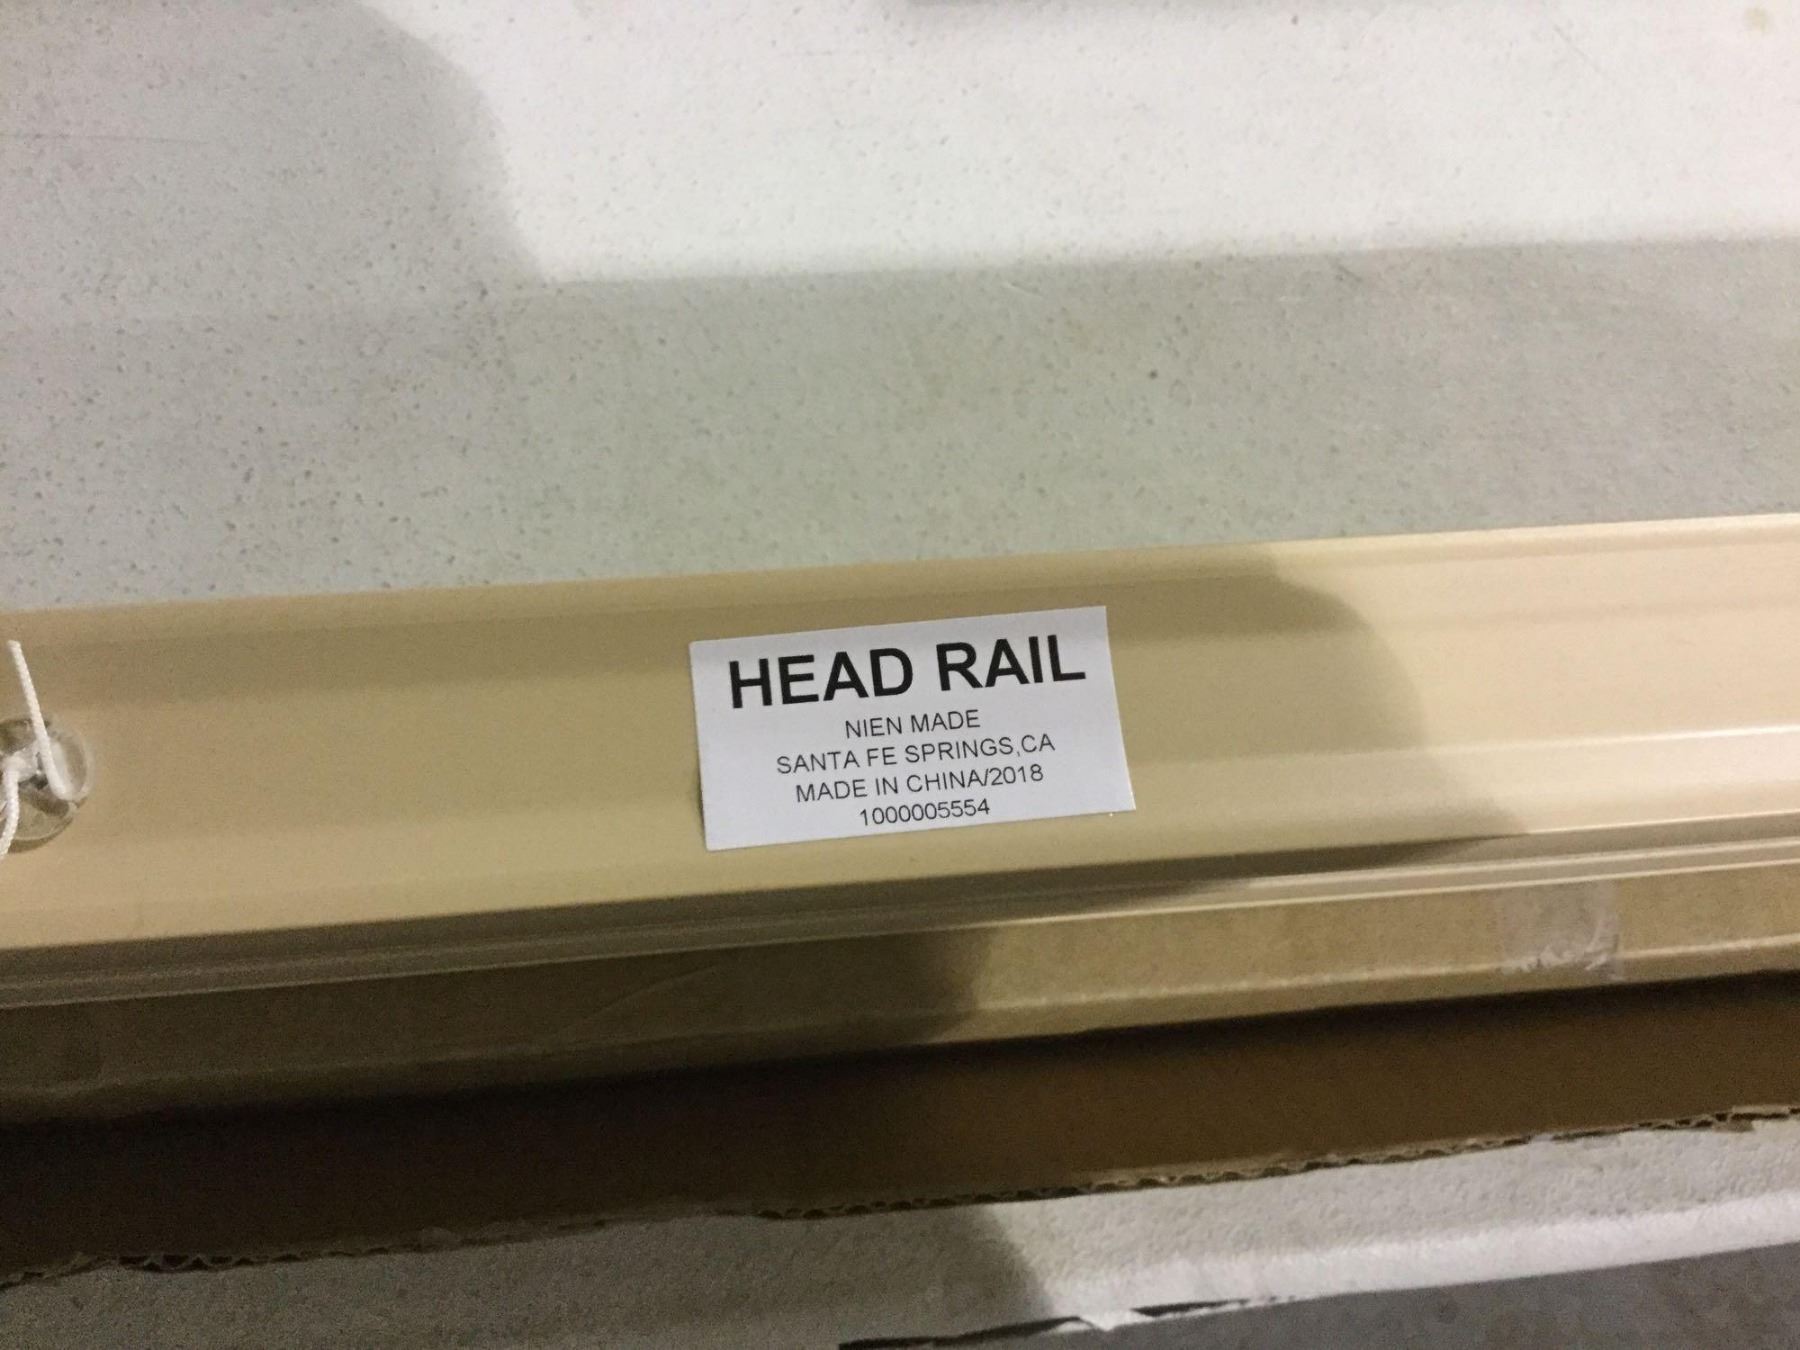 HEAD RAIL
NIEN MADE
SANTA FE SPRINGS,CA
MADE IN CHINA/2018
1000005554